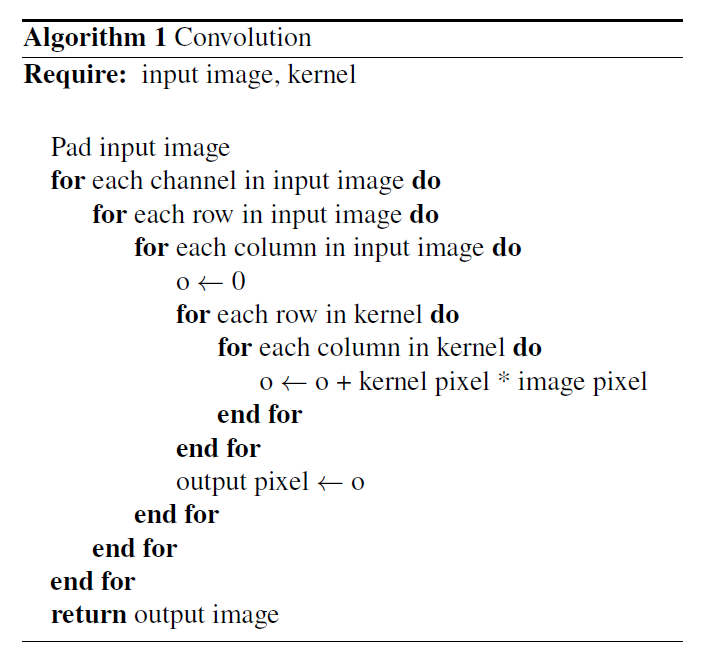 Algorithm 1 Convolution
Require: input image, kernel
Pad input image
for each channel in input image do
for each row in input image do
for each column in input image do
o ← 0
for each row in kernel do
for each column in kernel do
o ← o + kernel pixel * image pixel
end for
end for
output pixel ← o
end for
end for
end for
return output image